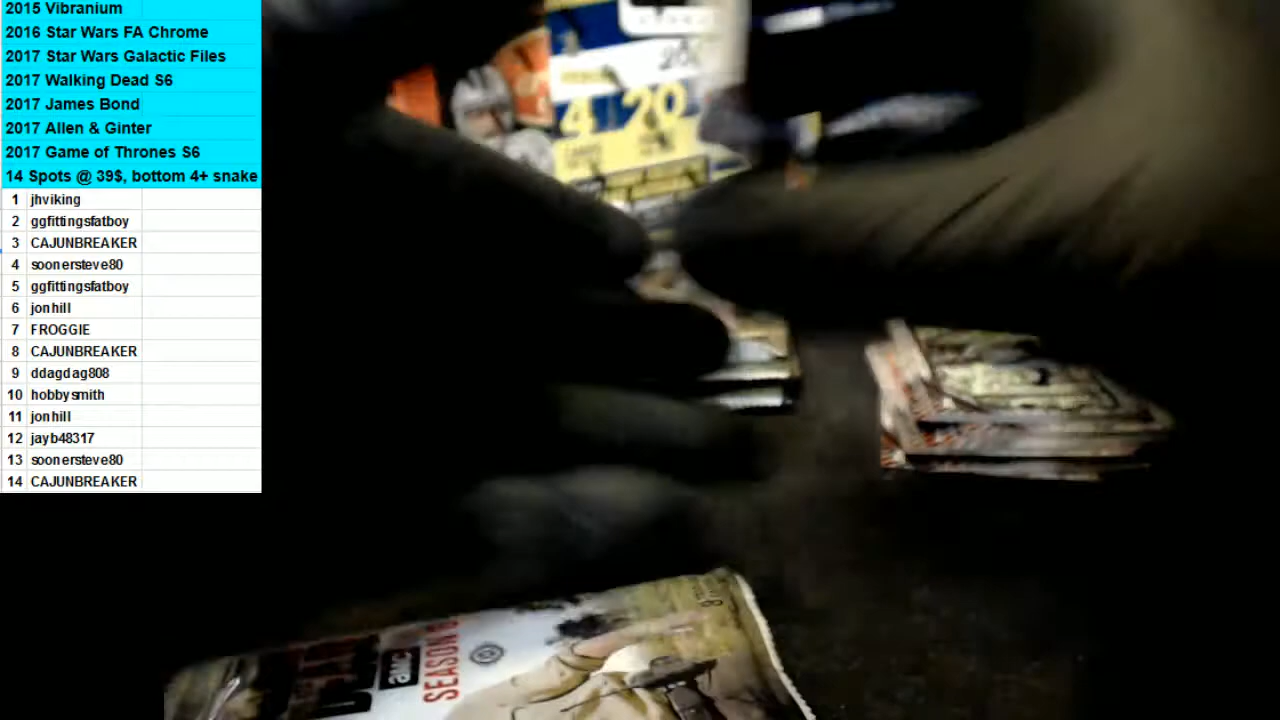 2015 Vibranium
2016 Star Wars FA Chrome
2017 Star Wars Galactic Files
2017 Walking Dead S6
2017 James Bond
2017 Allen & Ginter
2017 Game of Thrones S6
14 Spots @ 39$, bottom 4+ snake
1 jhviking
2 ggfittingsfatboy
3 CAJUNBREAKER
4 soonersteve80
5 ggfittingsfatboy
6 jonhill
7 FROGGIE
8 CAJUNBREAKER
9 ddagdag808
10 hobbysmith
11 jonhill
12 jayb48317
13 soonersteve80
14 CAJUNBREAKER
4 20
amc
SEASON
8